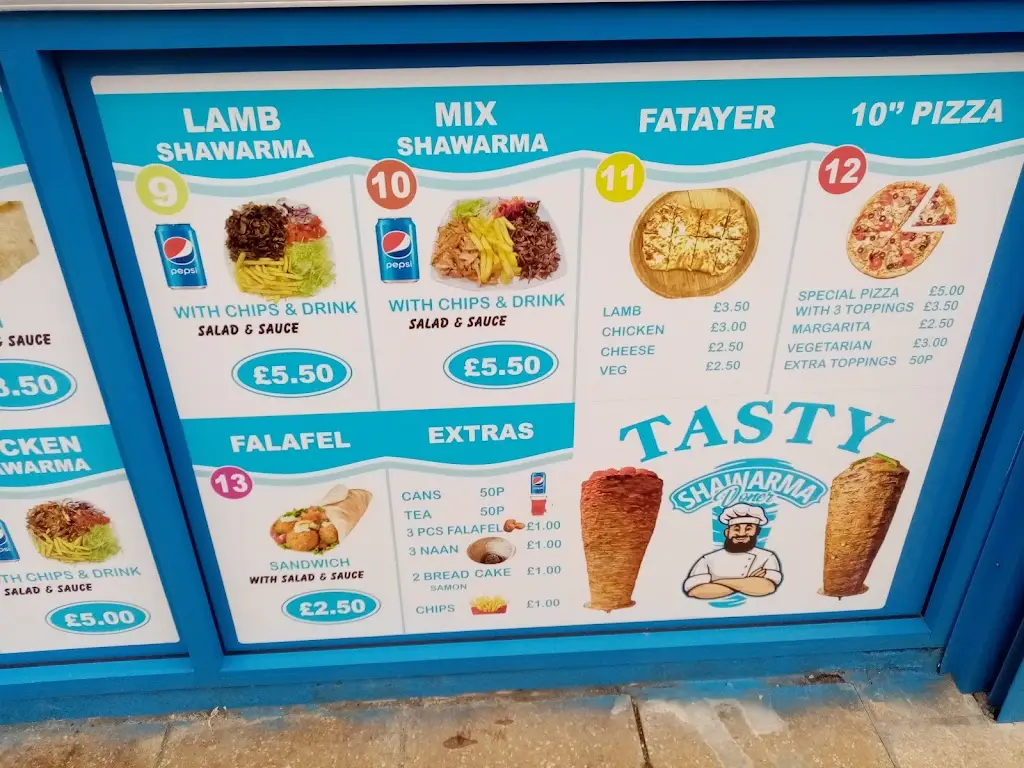 & SAUCE
.50
CKEN
AWARMA
TH CHIPS & DRINK
SALAD & SAUCE
£5.00
LAMB
SHAWARMA
9
pepsi
WITH CHIPS & DRINK
SALAD & SAUCE
£5.50
MIX
SHAWARMA
10
pepsi
WITH CHIPS & DRINK
SALAD & SAUCE
£5.50
FATAYER
11
LAMB £3.50
CHICKEN £3.00
CHEESE £2.50
VEG £2.50
10" PIZZA
12
SPECIAL PIZZA £5.00
WITH 3 TOPPINGS £3.50
MARGARITA £2.50
VEGETARIAN £3.00
EXTRA TOPPINGS 50P
FALAFEL
13
SANDWICH
WITH SALAD & SAUCE
£2.50
EXTRAS
CANS 50P
TEA 50P
3 PCS FALAFEL £1.00
3 NAAN £1.00
2 BREAD CAKE £1.00
SAMON
CHIPS £1.00
TASTY
SHAWARMA
Doner